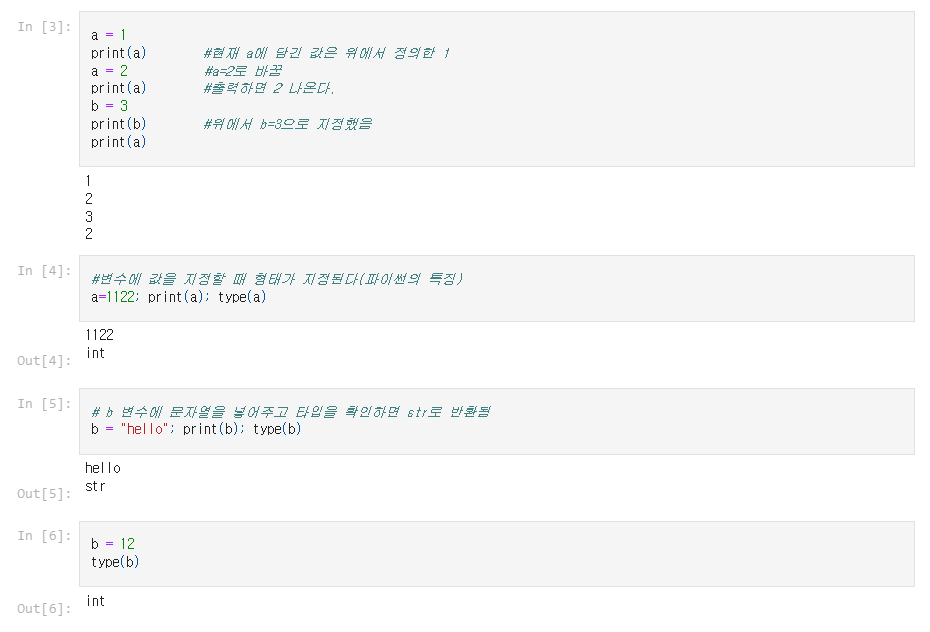 In [3]:
a = 1
print(a) #현재 a에 담긴 값은 위에서 정의한 1
a = 2 #a=2로 바꿈
print(a) #출력하면 2 나온다.
b = 3
print(b) #위에서 b=3으로 지정했음
print(a)
1
2
3
2
In [4]:
#변수에 값을 지정할 때 형태가 지정된다(파이썬의 특징)
a=1122; print(a); type(a)
1122
Out[4]: int
In [5]:
# b 변수에 문자열을 넣어주고 타입을 확인하면 str로 반환됨
b = "hello"; print(b); type(b)
hello
Out[5]: str
In [6]:
b = 12
type(b)
Out[6]: int